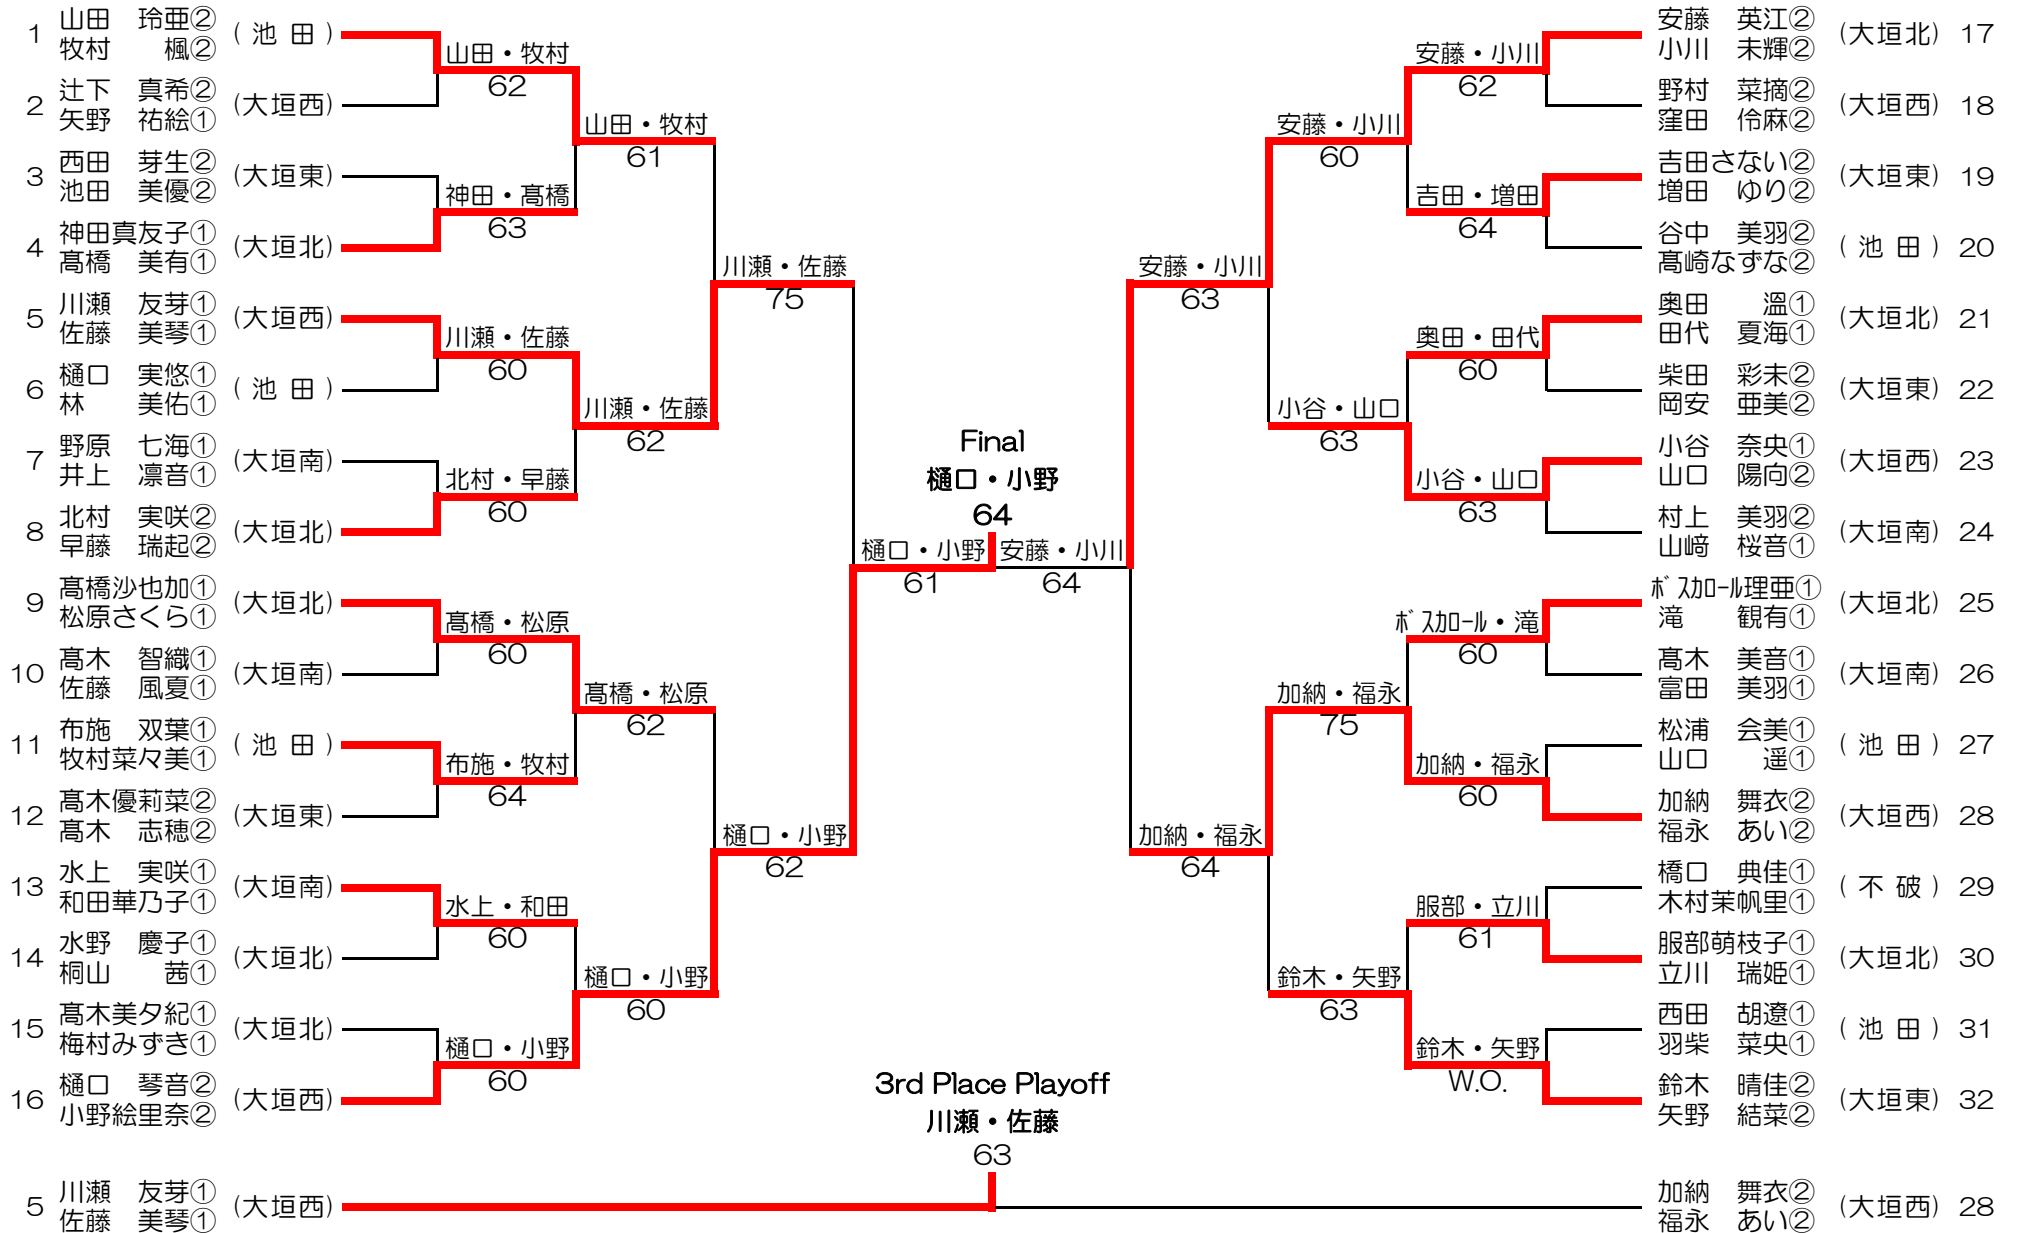 1 山田　玲亜② 牧村　　楓② (池田)
2 辻下　真希② 矢野　祐絵① (大垣西)
3 西田　芽生② 池田　美優② (大垣東)
4 神田真友子① 髙橋　美有① (大垣北)
5 川瀬　友芽① 佐藤　美琴① (大垣西)
6 樋口　実悠① 林　　美佑① (池田)
7 野原　七海① 井上　凛音① (大垣南)
8 北村　実咲② 早藤　瑞起② (大垣北)
9 髙橋沙也加① 松原さくら① (大垣北)
10 髙木　智織① 佐藤　風夏① (大垣南)
11 布施　双葉① 牧村菜々美① (池田)
12 髙木優莉菜② 髙木　志穂② (大垣東)
13 水上　実咲① 和田華乃子① (大垣南)
14 水野　慶子① 桐山　　茜① (大垣北)
15 髙木美夕紀① 梅村みずき① (大垣北)
16 樋口　琴音② 小野絵里奈② (大垣西)
山田・牧村
62
神田・髙橋
63
川瀬・佐藤
60
北村・早藤
60
髙橋・松原
60
布施・牧村
64
水上・和田
60
樋口・小野
60
山田・牧村
61
川瀬・佐藤
62
髙橋・松原
62
樋口・小野
60
川瀬・佐藤
75
樋口・小野
62
樋口・小野
61
Final
樋口・小野
64
安藤・小川
64
安藤・小川
63
加納・福永
64
安藤・小川
60
小谷・山口
63
加納・福永
75
鈴木・矢野
63
安藤・小川
62
吉田・増田
64
奥田・田代
60
小谷・山口
63
ﾎﾞｽｶﾛｰﾙ・滝
60
加納・福永
60
服部・立川
61
鈴木・矢野
W.O.
安藤　英江② 小川　未輝② (大垣北) 17
野村　菜摘② 窪田　伶麻② (大垣西) 18
吉田さない② 増田　ゆり② (大垣東) 19
谷中　美羽② 髙崎なずな② (池田) 20
奥田　　溫① 田代　夏海① (大垣北) 21
柴田　彩未② 岡安　亜美② (大垣東) 22
小谷　奈央① 山口　陽向② (大垣西) 23
村上　美羽② 山﨑　桜音① (大垣南) 24
ﾎﾞｽｶﾛｰﾙ理亜① 滝　　観有① (大垣北) 25
髙木　美音① 富田　美羽① (大垣南) 26
松浦　会美① 山口　　遥① (池田) 27
加納　舞衣② 福永　あい② (大垣西) 28
橋口　典佳① 木村茉帆里① (不破) 29
服部萌枝子① 立川　瑞姫① (大垣北) 30
西田　胡遼① 羽柴　菜央① (池田) 31
鈴木　晴佳② 矢野　結菜② (大垣東) 32
3rd Place Playoff
川瀬・佐藤
63
5 川瀬　友芽① 佐藤　美琴① (大垣西)
加納　舞衣② 福永　あい② (大垣西) 28